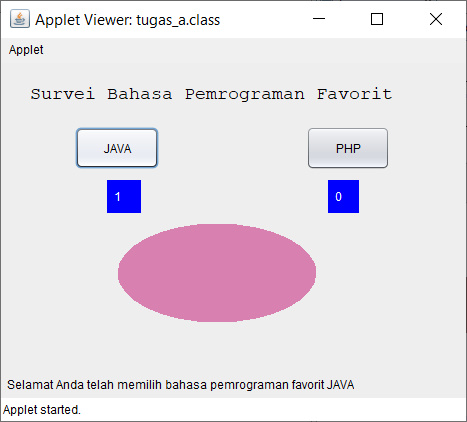 Applet Viewer: tugas_a.class
Applet
Survei Bahasa Pemrograman Favorit
JAVA PHP
1 0
Selamat Anda telah memilih bahasa pemrograman favorit JAVA
Applet started.